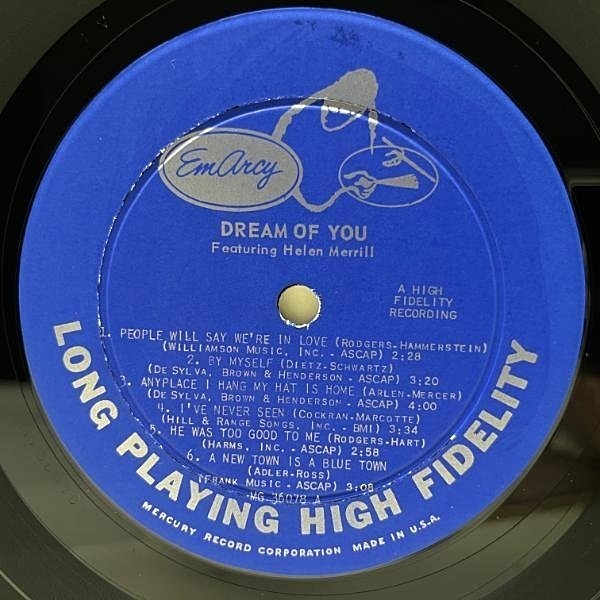 EmArcy
DREAM OF YOU
Featuring Helen Merrill
A HIGH
FIDELITY
RECORDING
1. PEOPLE WILL SAY WE'RE IN LOVE (RODGERS-HAMMERSTEIN)
(WILLIAMSON MUSIC, INC. - ASCAP) 2:28
2. BY MYSELF (DIETZ-SCHWARTZ)
(DE SYLVA, BROWN & HENDERSON - ASCAP) 3:20
3. ANYPLACE I HANG MY HAT IS HOME (ARLEN-MERCER)
(DE SYLVA, BROWN & HENDERSON - ASCAP) 4:00
4. I'VE NEVER SEEN (COCKRAN-MARCOTTE)
(HILL & RANGE SONGS, INC. - BMI) 3:34
5. HE WAS TOO GOOD TO ME (RODGERS-HART)
(HARMS, INC. - ASCAP) 2:58
6. A NEW TOWN IS A BLUE TOWN
(ADLER-ROSS)
(FRANK MUSIC - ASCAP) 3:08
MG 36078 A
LONG PLAYING HIGH FIDELITY
MERCURY RECORD CORPORATION MADE IN U.S.A.